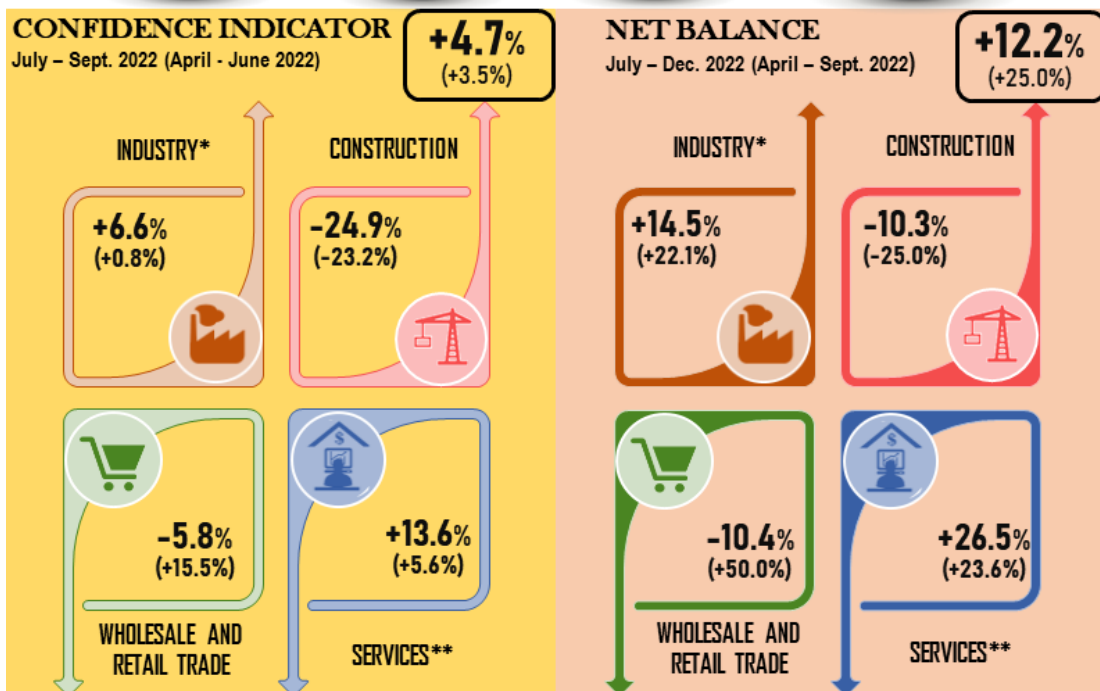 CONFIDENCE INDICATOR
July – Sept. 2022 (April - June 2022)
+4.7%
(+3.5%)
INDUSTRY*
CONSTRUCTION
+6.6%
(+0.8%)
-24.9%
(-23.2%)
$
-5.8%
(+15.5%)
+13.6%
(+5.6%)
WHOLESALE AND
RETAIL TRADE
SERVICES**
NET BALANCE
July – Dec. 2022 (April – Sept. 2022)
+12.2%
(+25.0%)
INDUSTRY*
CONSTRUCTION
+14.5%
(+22.1%)
-10.3%
(-25.0%)
$
-10.4%
(+50.0%)
+26.5%
(+23.6%)
WHOLESALE AND
RETAIL TRADE
SERVICES**